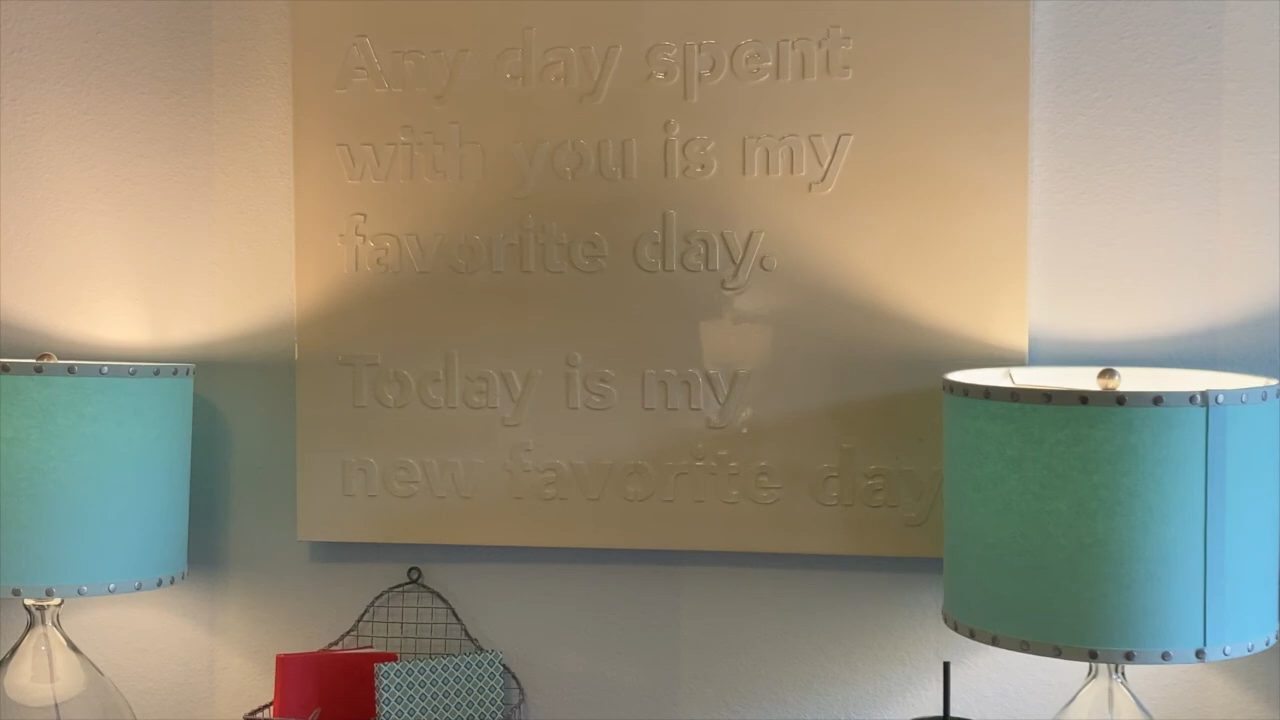 Any day spent
with you is my
favorite day.
Today is my
new favorite day